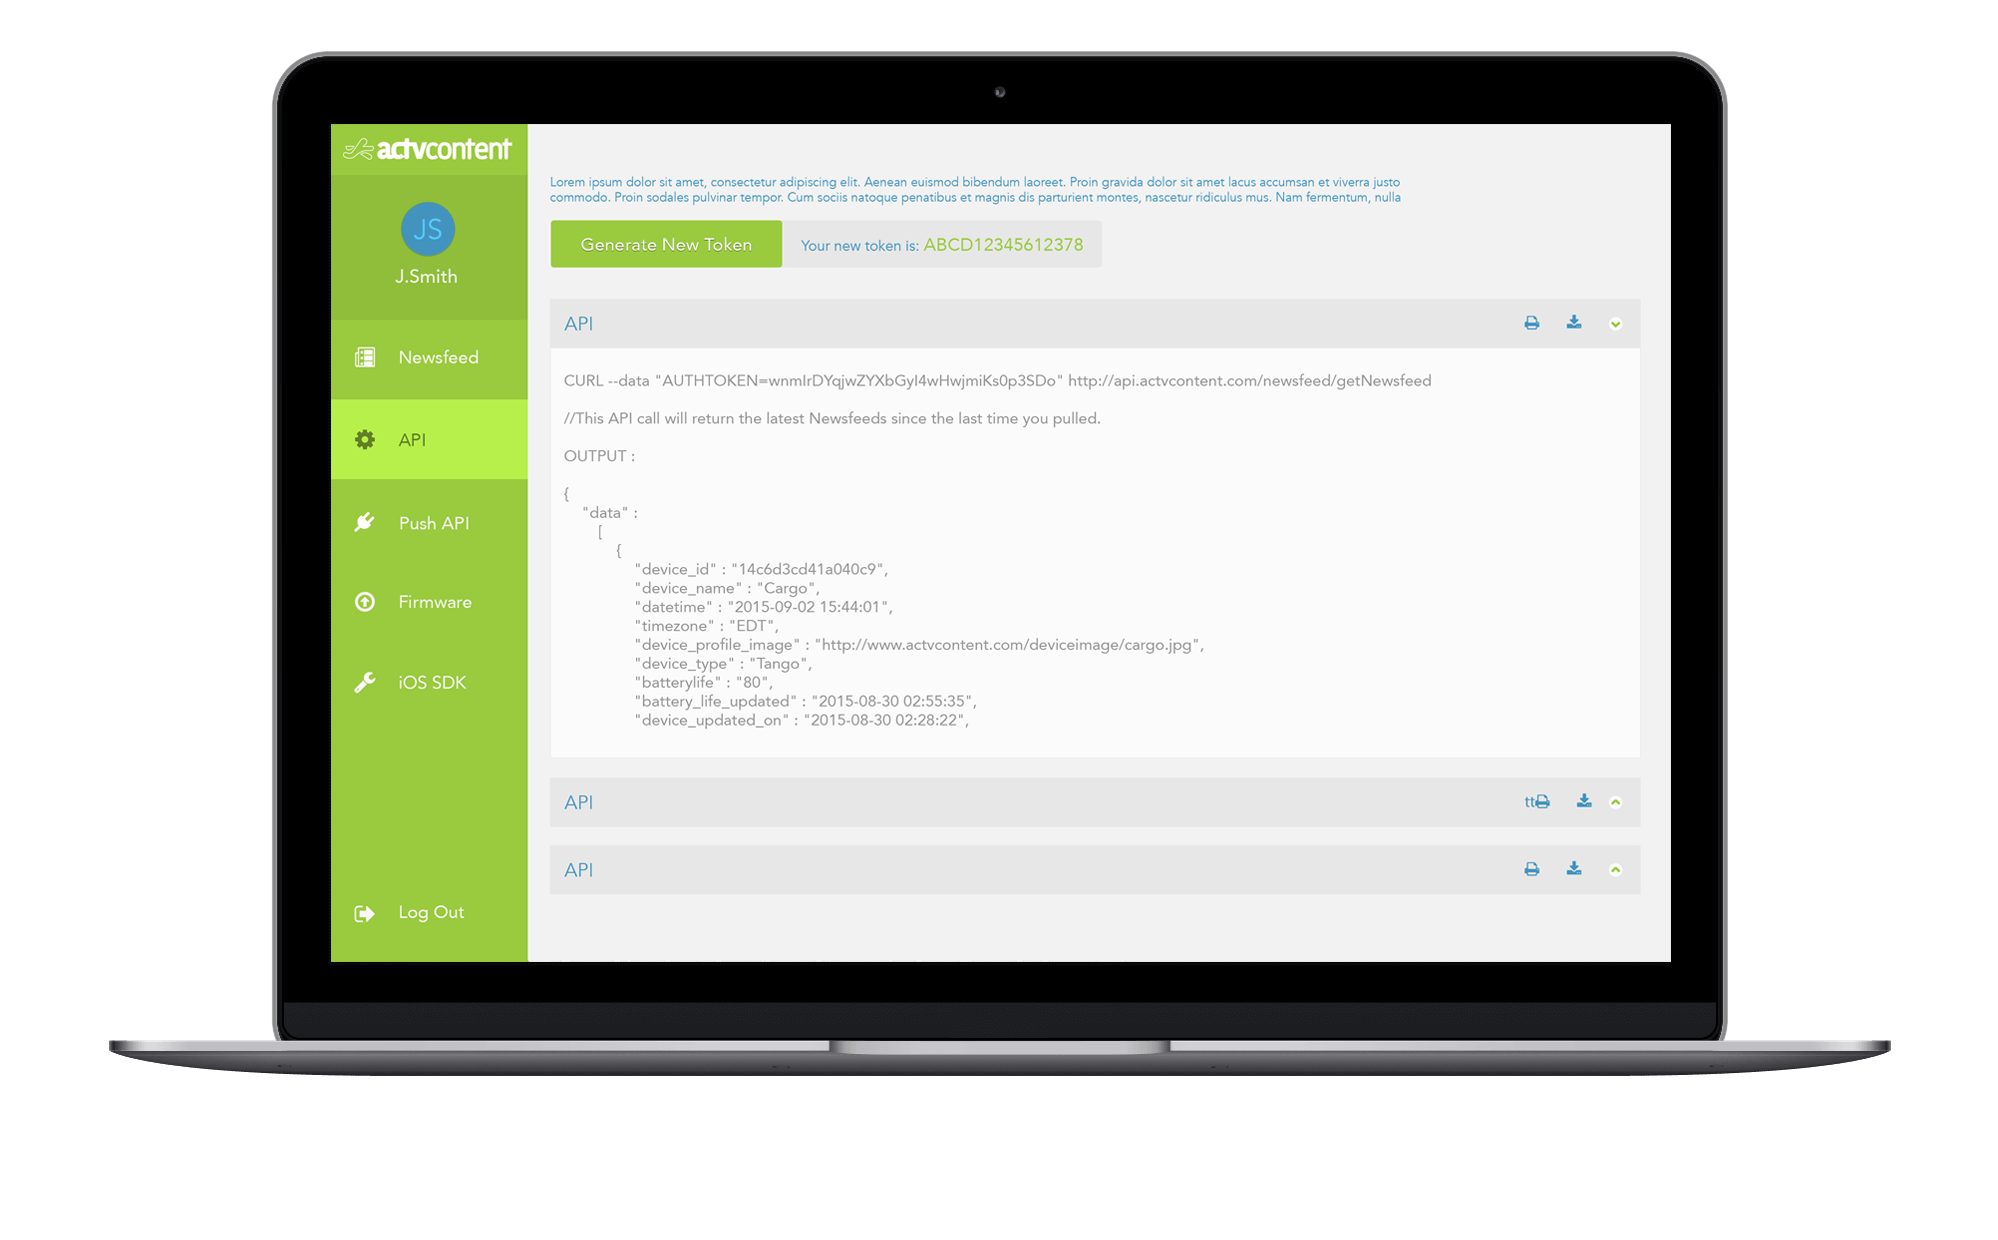 actvcontent
JS
J.Smith
Newsfeed
API
Push API
Firmware
iOS SDK
Log Out
Lorem ipsum dolor sit amet, consectetur adipiscing elit. Aenean euismod bibendum laoreet. Proin gravida dolor sit amet lacus accumsan et viverra justo
commodo. Proin sodales pulvinar tempor. Cum sociis natoque penatibus et magnis dis parturient montes, nascetur ridiculus mus. Nam fermentum, nulla
Generate New Token
Your new token is: ABCD12345612378
API
CURL --data "AUTHTOKEN=wnmIrDYqjwZYXbGyI4wHwjmiKs0p3SDo" http://api.actvcontent.com/newsfeed/getNewsfeed
//This API call will return the latest Newsfeeds since the last time you pulled.
OUTPUT :
{
"data" :
[
{
"device_id" : "14c6d3cd41a040c9",
"device_name" : "Cargo",
"datetime" : "2015-09-02 15:44:01",
"timezone" : "EDT",
"device_profile_image" : "http://www.actvcontent.com/deviceimage/cargo.jpg",
"device_type" : "Tango",
"batterylife" : "80",
"battery_life_updated" : "2015-08-30 02:55:35",
"device_updated_on" : "2015-08-30 02:28:22",
API
tt
API